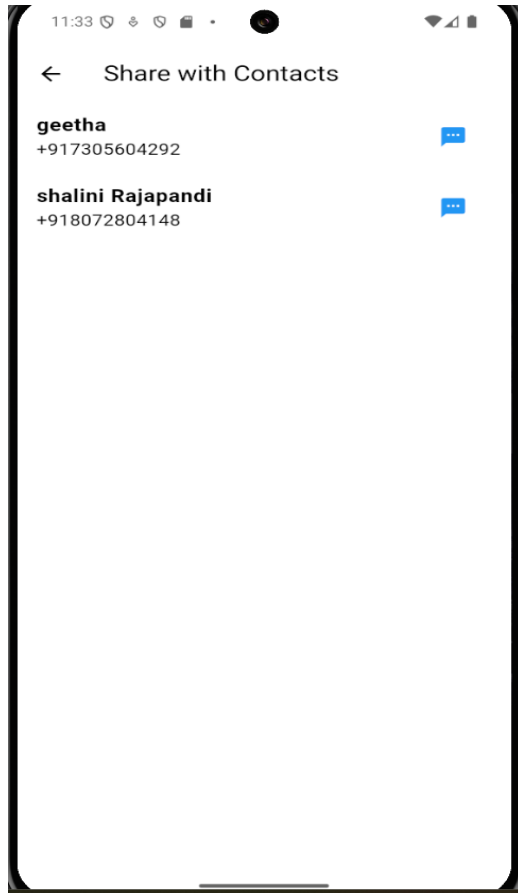 11:33
Share with Contacts
geetha
+917305604292
shalini Rajapandi
+918072804148